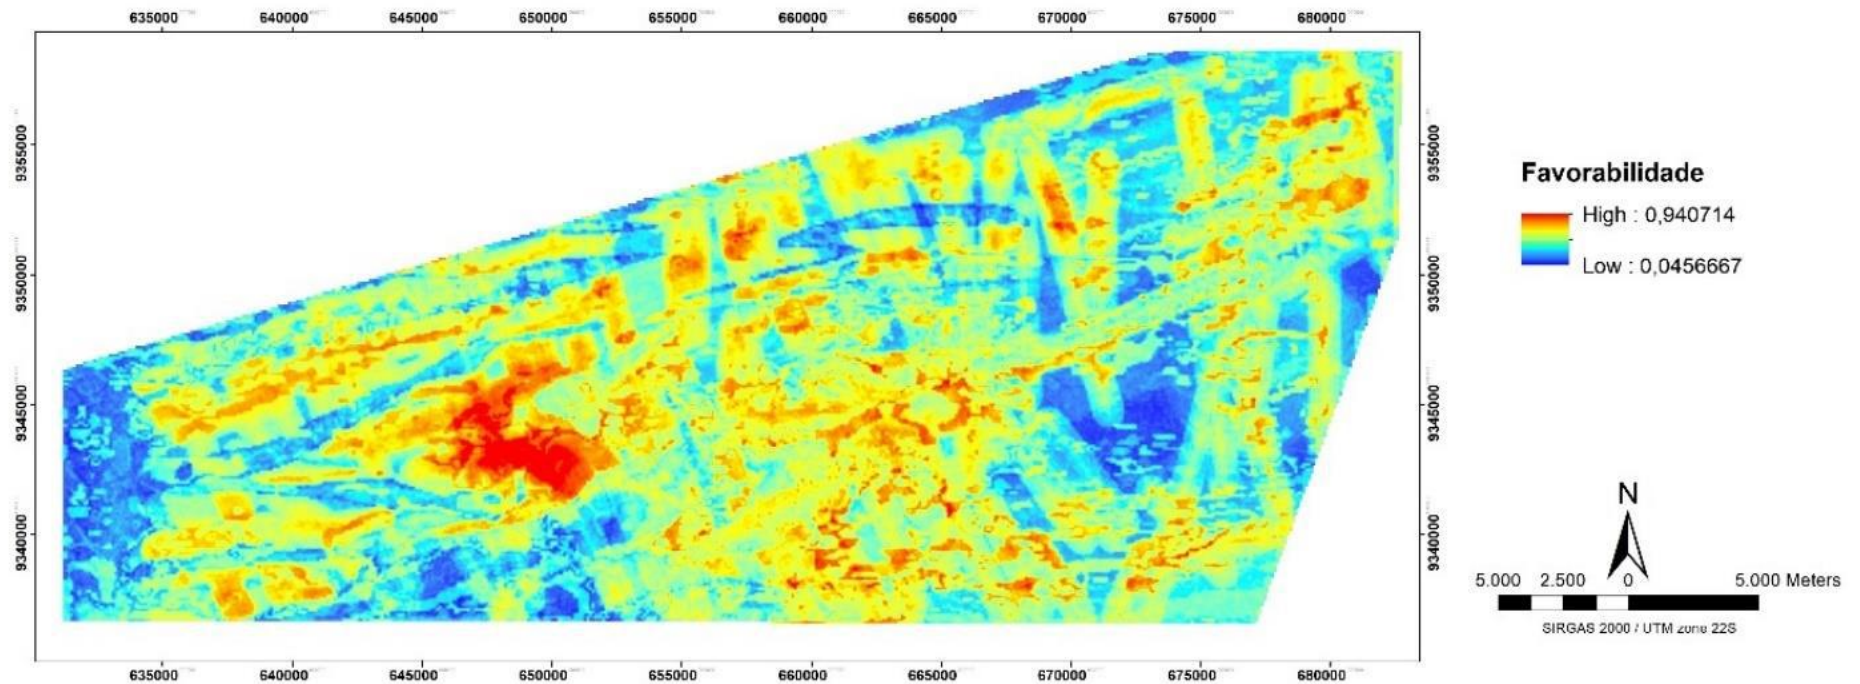 635000 640000 645000 650000 655000 660000 665000 670000 675000 680000
9355000 9355000
9350000 9350000
9345000 9345000
9340000 9340000
635000 640000 645000 650000 655000 660000 665000 670000 675000 680000
Favorabilidade
High : 0,940714
Low : 0,0456667
N
5.000 2.500 0 5.000 Meters
SIRGAS 2000 / UTM zone 22S